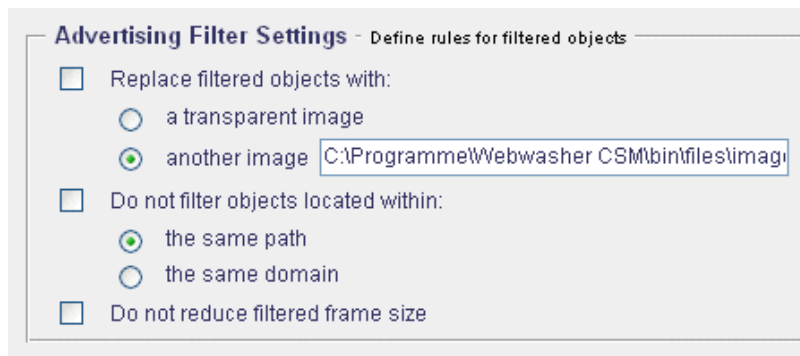 Advertising Filter Settings - Define rules for filtered objects
Replace filtered objects with:
a transparent image
another image C:\Programme\Webwasher CSM\bin\files\imag
Do not filter objects located within:
the same path
the same domain
Do not reduce filtered frame size